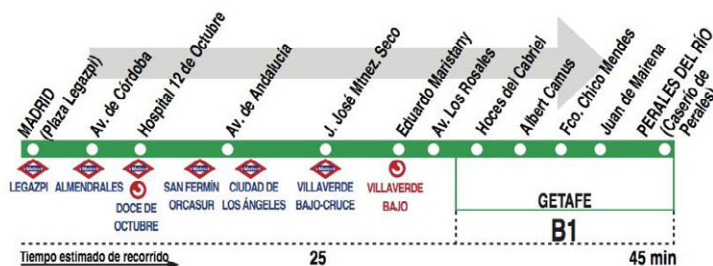 MADRID
(Plaza Legazpi)
Av. de Córdoba
Hospital 12 de Octubre
Av. de Andalucía
J. José Mtnez. Seco
Eduardo Maristany
Av. Los Rosales
Hoces del Cabriel
Albert Camus
Fco. Chico Mendes
Juan de Mairena
PERALES DEL RÍO
(Caserío de
Perales)
LEGAZPI
ALMENDRALES
DOCE DE
OCTUBRE
SAN FERMÍN
ORCASUR
CIUDAD DE
LOS ÁNGELES
VILLAVERDE
BAJO-CRUCE
VILLAVERDE
BAJO
GETAFE
B1
Tiempo estimado de recorrido
25
45 min